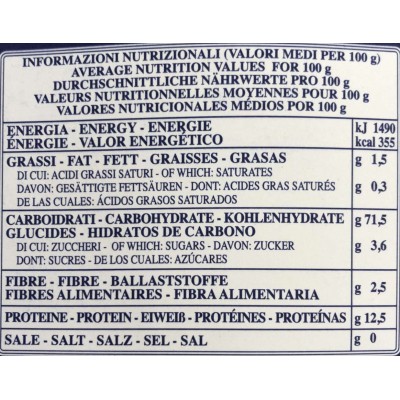 INFORMAZIONI NUTRIZIONALI (VALORI MEDI PER 100 g)
AVERAGE NUTRITION VALUES FOR 100 g
DURCHSCHNITTLICHE NÄHRWERTE PRO 100 g
VALEURS NUTRITIONNELLES MOYENNES POUR 100 g
VALORES NUTRICIONALES MÉDIOS POR 100 g
ENERGIA - ENERGY - ENERGIE kJ 1490
ÉNERGIE - VALOR ENERGÉTICO kcal 355
GRASSI - FAT - FETT - GRAISSES - GRASAS g 1,5
DI CUI: ACIDI GRASSI SATURI - OF WHICH: SATURATES
DAVON: GESÄTTIGTE FETTSÄUREN - DONT: ACIDES GRAS SATURÉS g 0,3
DE LAS CUALES: ÁCIDOS GRASOS SATURADOS
CARBOIDRATI - CARBOHYDRATE - KOHLENHYDRATE g 71,5
GLUCIDES - HIDRATOS DE CARBONO
DI CUI: ZUCCHERI - OF WHICH: SUGARS - DAVON: ZUCKER g 3,6
DONT: SUCRES - DE LOS CUALES: AZÚCARES
FIBRE - FIBRE - BALLASTSTOFFE g 2,5
FIBRES ALIMENTAIRES - FIBRA ALIMENTARIA
PROTEINE - PROTEIN - EIWEIß - PROTÉINES - PROTEÍNAS g 12,5
SALE - SALT - SALZ - SEL - SAL g 0